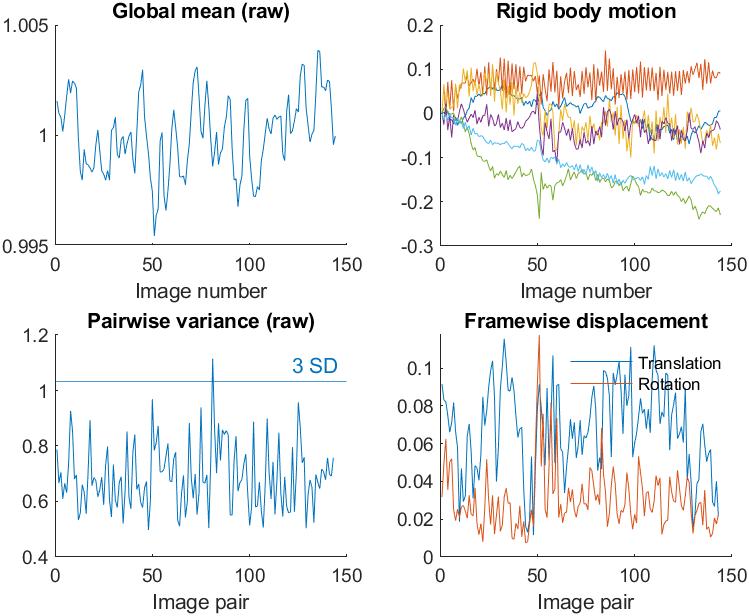 Global mean (raw)
1.005
1
0.995
0 50 100 150
Image number
Rigid body motion
0.2
0.1
0
-0.1
-0.2
-0.3
0 50 100 150
Image number
Pairwise variance (raw)
1.2
1
0.8
0.6
0.4
3 SD
0 50 100 150
Image pair
Framewise displacement
0.1
0.08
0.06
0.04
0.02
0
Translation
Rotation
0 50 100 150
Image pair